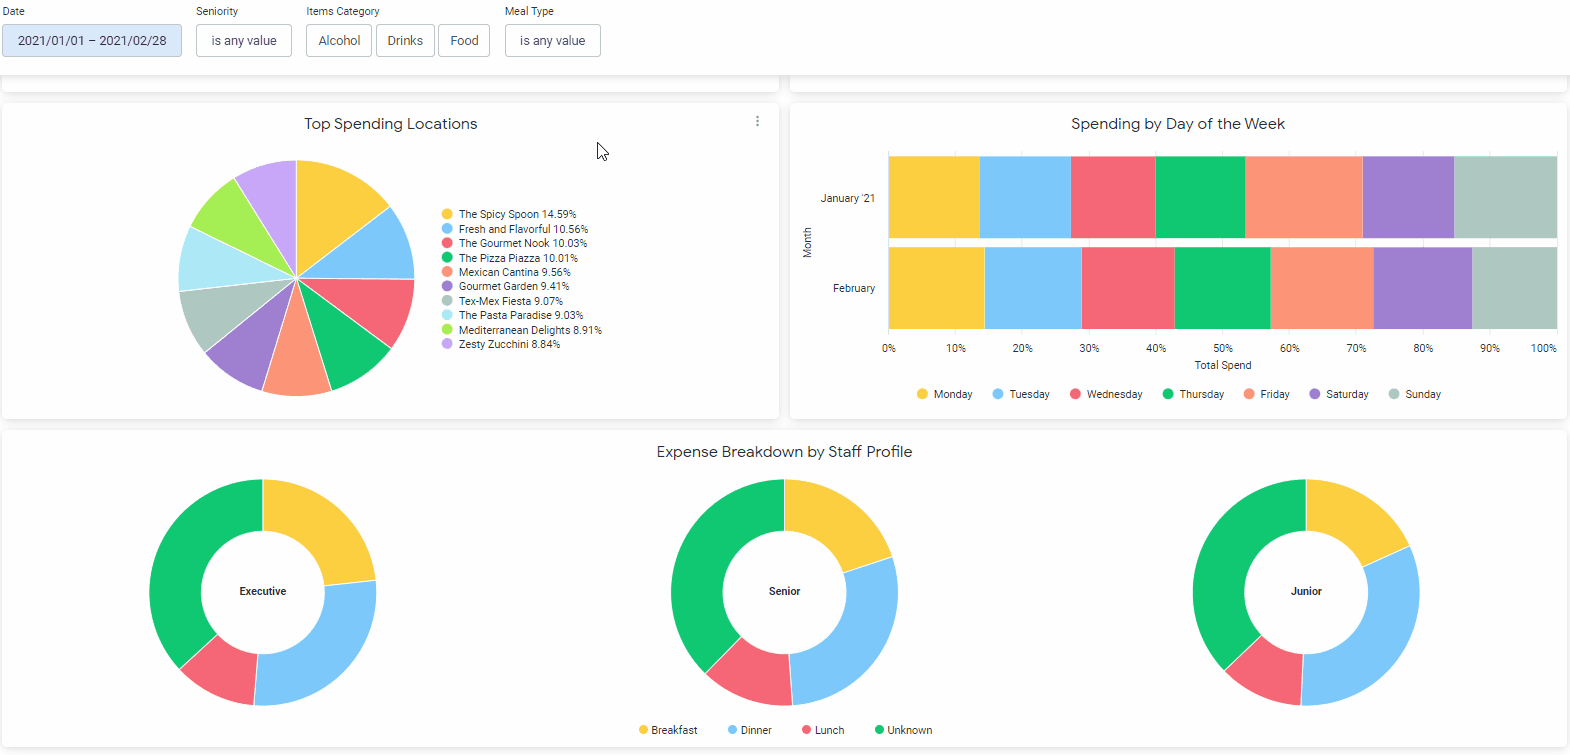 Date
Seniority
Items Category
Meal Type
2021/01/01 – 2021/02/28
is any value
Alcohol
Drinks
Food
is any value
Top Spending Locations
The Spicy Spoon 14.59%
Fresh and Flavorful 10.56%
The Gourmet Nook 10.03%
The Pizza Piazza 10.01%
Mexican Cantina 9.56%
Gourmet Garden 9.41%
Tex-Mex Fiesta 9.07%
The Pasta Paradise 9.03%
Mediterranean Delights 8.91%
Zesty Zucchini 8.84%
Spending by Day of the Week
Month
January '21
February
0% 10% 20% 30% 40% 50% 60% 70% 80% 90% 100%
Total Spend
Monday Tuesday Wednesday Thursday Friday Saturday Sunday
Expense Breakdown by Staff Profile
Executive
Senior
Junior
Breakfast Dinner Lunch Unknown